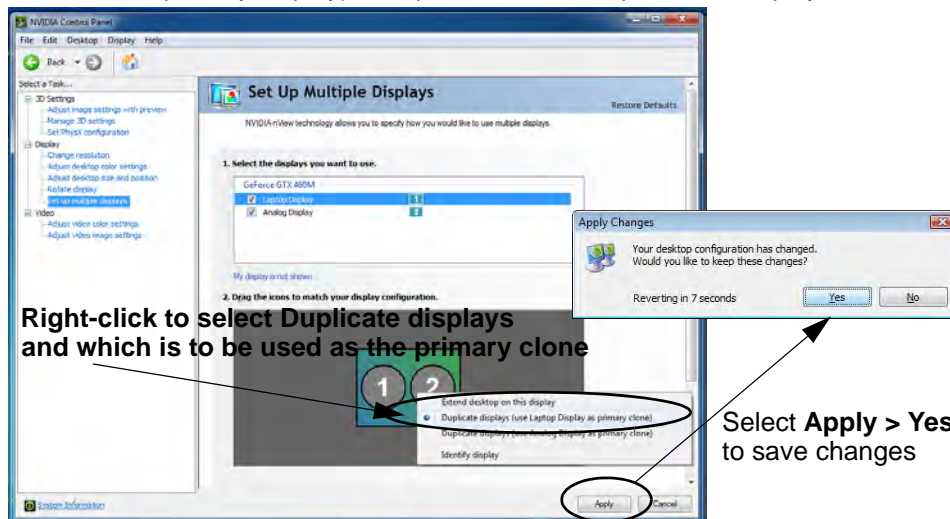 NVIDIA Control Panel
File Edit Desktop Display Help
Back
Select a Task...
3D Settings
Adjust image settings with preview
Manage 3D settings
Set PhysX configuration
Display
Change resolution
Adjust desktop color settings
Adjust desktop size and position
Rotate display
Set up multiple displays
Video
Adjust video color settings
Adjust video image settings
System Information
Set Up Multiple Displays
Restore Defaults
NVIDIA nView technology allows you to specify how you would like to use multiple displays.
1. Select the displays you want to use.
GeForce GTX 460M
Laptop Display 1
Analog Display 2
My display is not shown
2. Drag the icons to match your display configuration.
Right-click to select Duplicate displays
and which is to be used as the primary clone
1 2
Extend desktop on this display
Duplicate displays (use Laptop Display as primary clone)
Duplicate displays (use Analog Display as primary clone)
Identify display
Apply Cancel
Apply Changes
Your desktop configuration has changed.
Would you like to keep these changes?
Reverting in 7 seconds
Yes No
Select Apply > Yes
to save changes